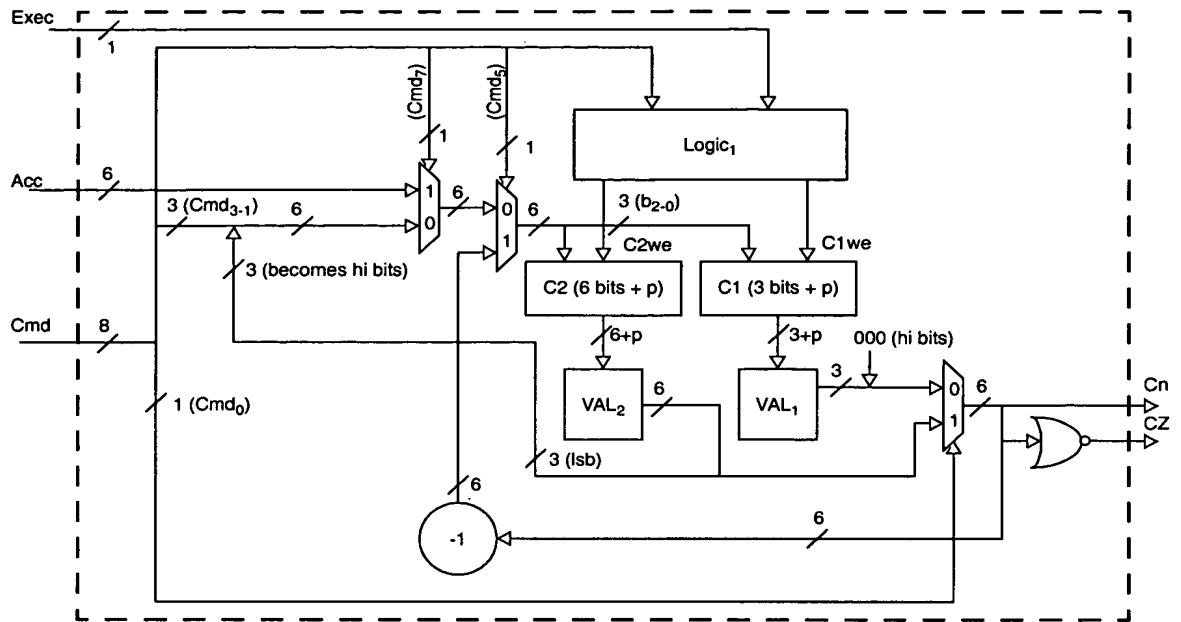 Exec
1
(Cmd₇)
(Cmd₅)
1
1
Logic₁
Acc
6
1
0
6
0
1
6
3 (b₂₋₀)
3 (Cmd₃₋₁)
6
C2we
C1we
3 (becomes hi bits)
C2 (6 bits + p)
C1 (3 bits + p)
Cmd
8
6+p
3+p
000 (hi bits)
VAL₂
6
VAL₁
3
0
1
6
Cn
CZ
1 (Cmd₀)
3 (lsb)
6
-1
6